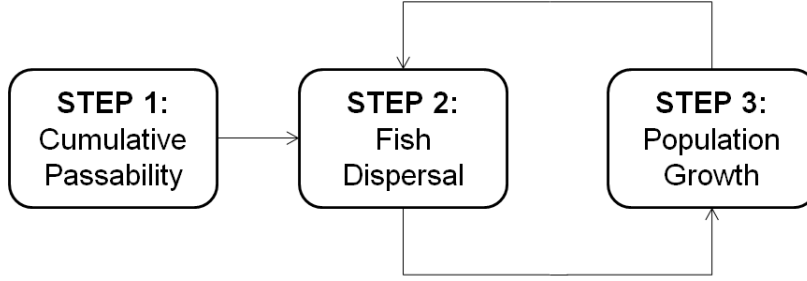 STEP 1:
Cumulative
Passability
STEP 2:
Fish
Dispersal
STEP 3:
Population
Growth